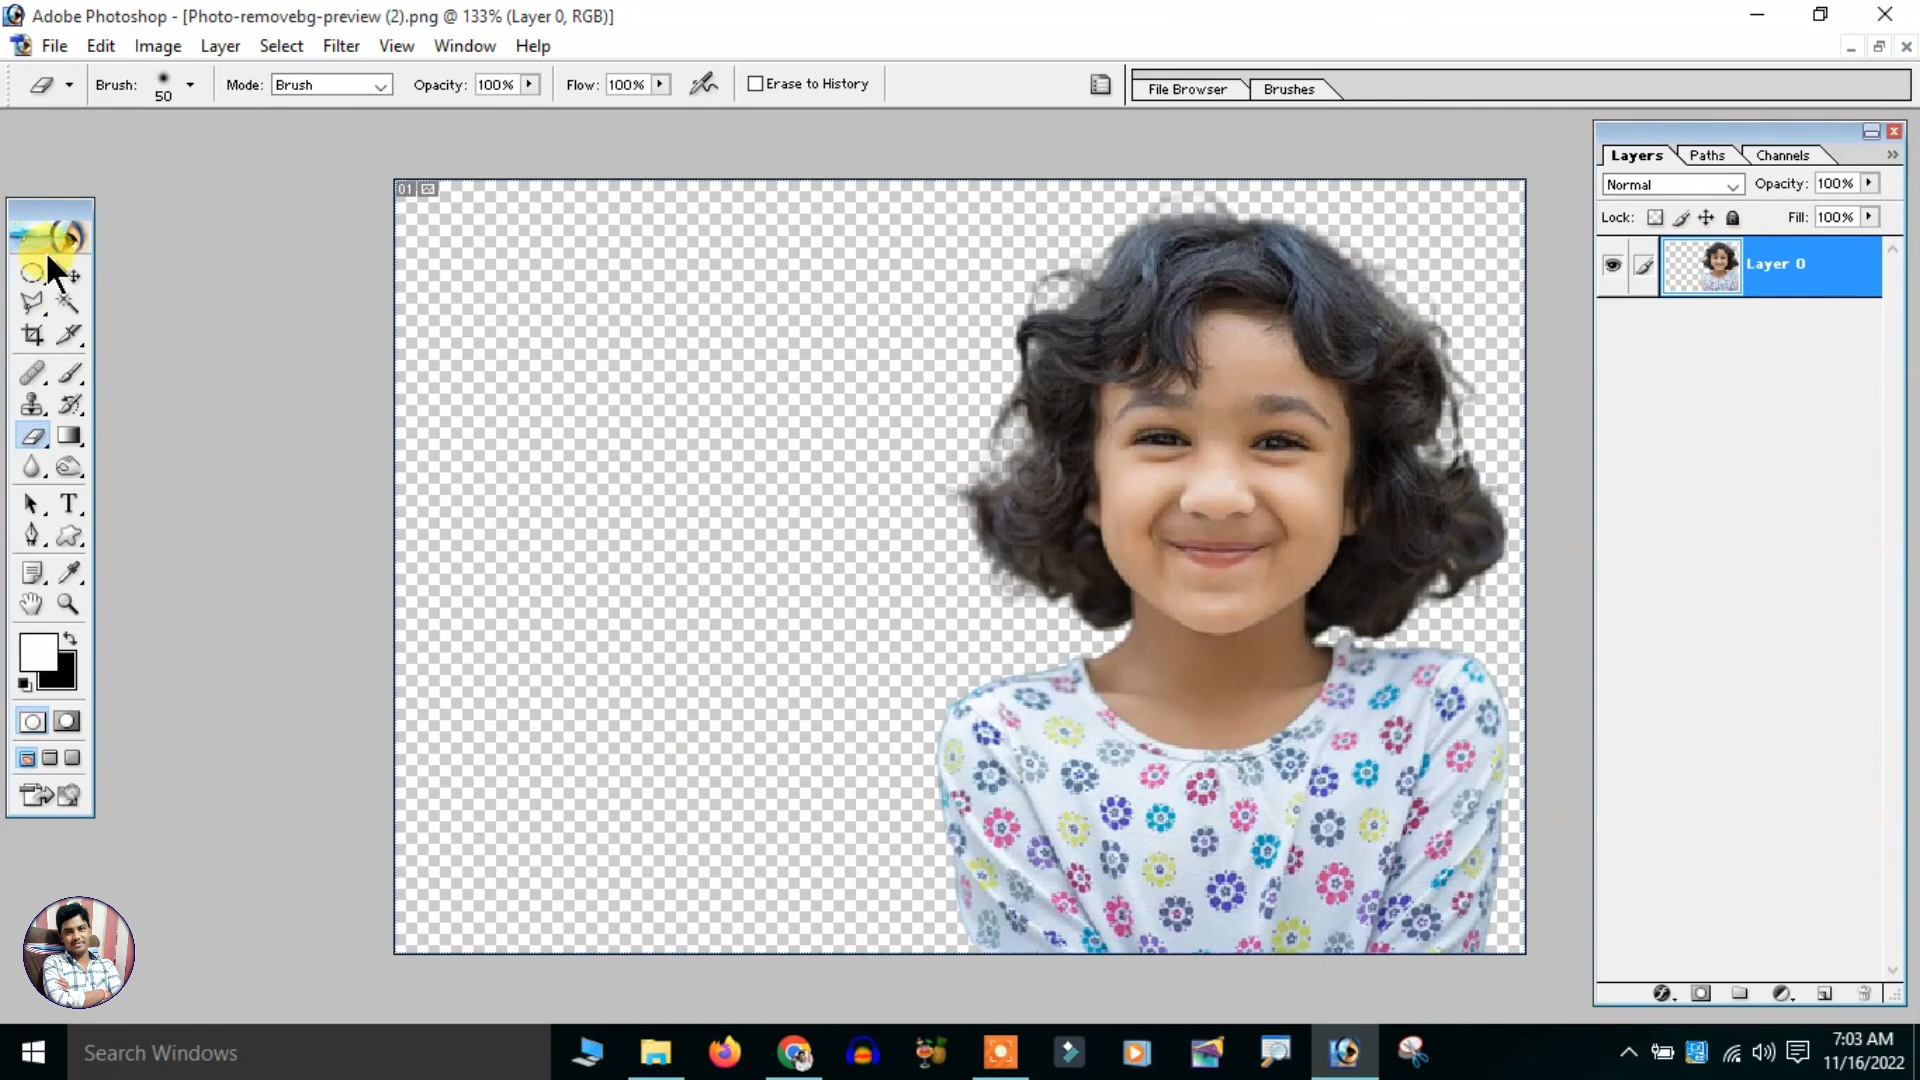 Adobe Photoshop - [Photo-removebg-preview (2).png @ 133% (Layer 0, RGB)]
File Edit Image Layer Select Filter View Window Help
Brush: 50 Mode: Brush Opacity: 100% Flow: 100% Erase to History File Browser Brushes
Layers Paths Channels
Normal Opacity: 100%
Lock: Fill: 100%
01
Layer 0
T
Search Windows
7:03 AM
11/16/2022